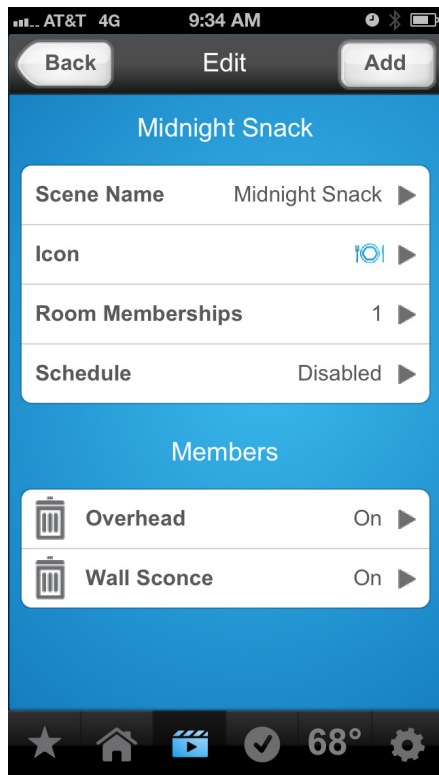 AT&T 4G 9:34 AM
Back Edit Add
Midnight Snack
Scene Name Midnight Snack
Icon
Room Memberships 1
Schedule Disabled
Members
Overhead On
Wall Sconce On
68°